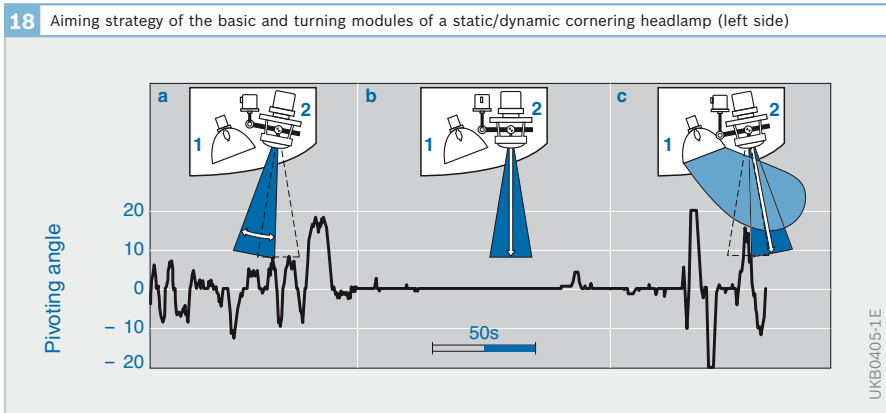 18 Aiming strategy of the basic and turning modules of a static/dynamic cornering headlamp (left side)
a
b
c
2
1
2
1
2
1
Pivoting angle
20
10
0
– 10
– 20
50s
UKB0405-1E